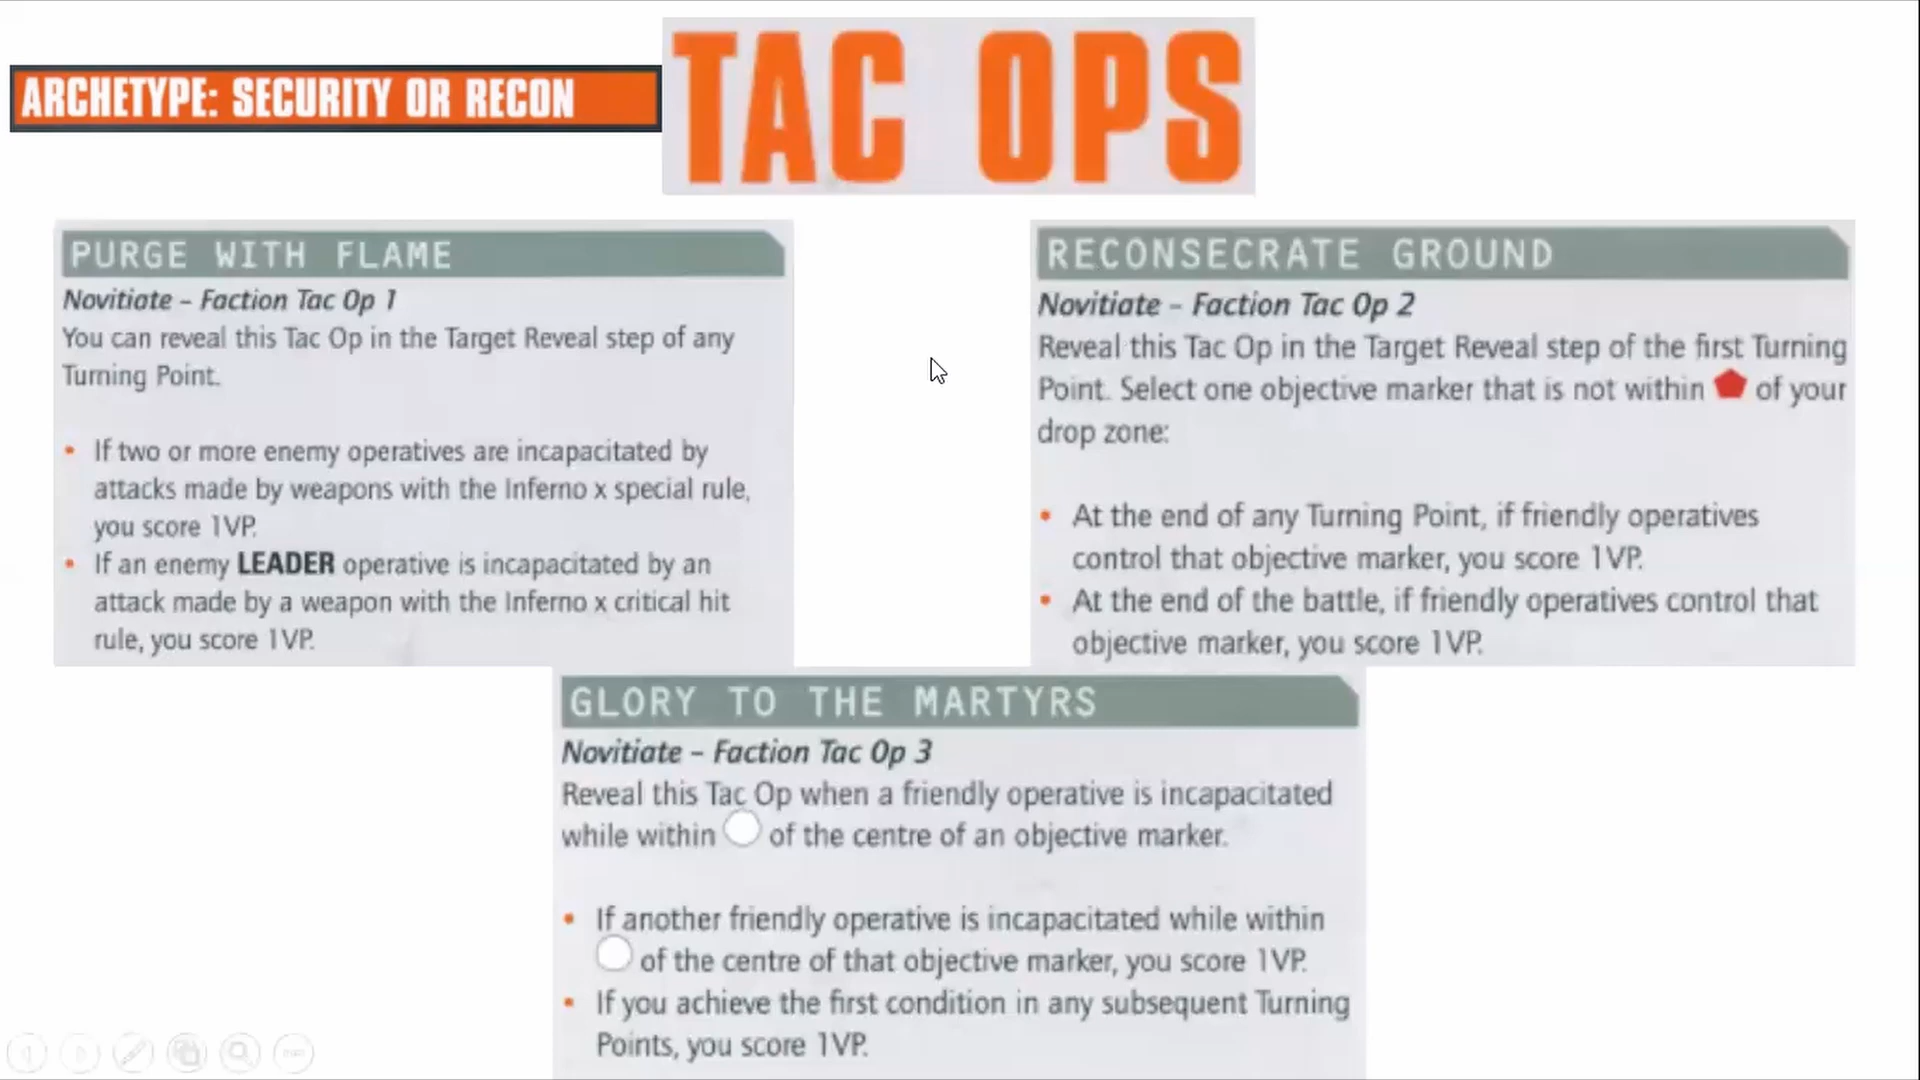 TAC OPS
ARCHETYPE: SECURITY OR RECON
PURGE WITH FLAME
Novitiate – Faction Tac Op 1
You can reveal this Tac Op in the Target Reveal step of any
Turning Point.
• If two or more enemy operatives are incapacitated by
attacks made by weapons with the Inferno x special rule,
you score 1VP.
• If an enemy LEADER operative is incapacitated by an
attack made by a weapon with the Inferno x critical hit
rule, you score 1VP.
RECONSECRATE GROUND
Novitiate – Faction Tac Op 2
Reveal this Tac Op in the Target Reveal step of the first Turning
Point. Select one objective marker that is not within of your
drop zone:
• At the end of any Turning Point, if friendly operatives
control that objective marker, you score 1VP.
• At the end of the battle, if friendly operatives control that
objective marker, you score 1VP.
GLORY TO THE MARTYRS
Novitiate – Faction Tac Op 3
Reveal this Tac Op when a friendly operative is incapacitated
while within of the centre of an objective marker.
• If another friendly operative is incapacitated while within
of the centre of that objective marker, you score 1VP.
• If you achieve the first condition in any subsequent Turning
Points, you score 1VP.